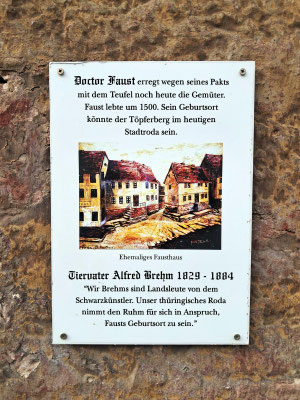 Doctor Faust erregt wegen seines Pakts
mit dem Teufel noch heute die Gemüter.
Faust lebte um 1500. Sein Geburtsort
könnte der Töpferberg im heutigen
Stadtroda sein.
Ehemaliges Fausthaus
Tiervater Alfred Brehm 1829 - 1884
"Wir Brehms sind Landsleute von dem
Schwarzkünstler. Unser thüringisches Roda
nimmt den Ruhm für sich in Anspruch,
Fausts Geburtsort zu sein."